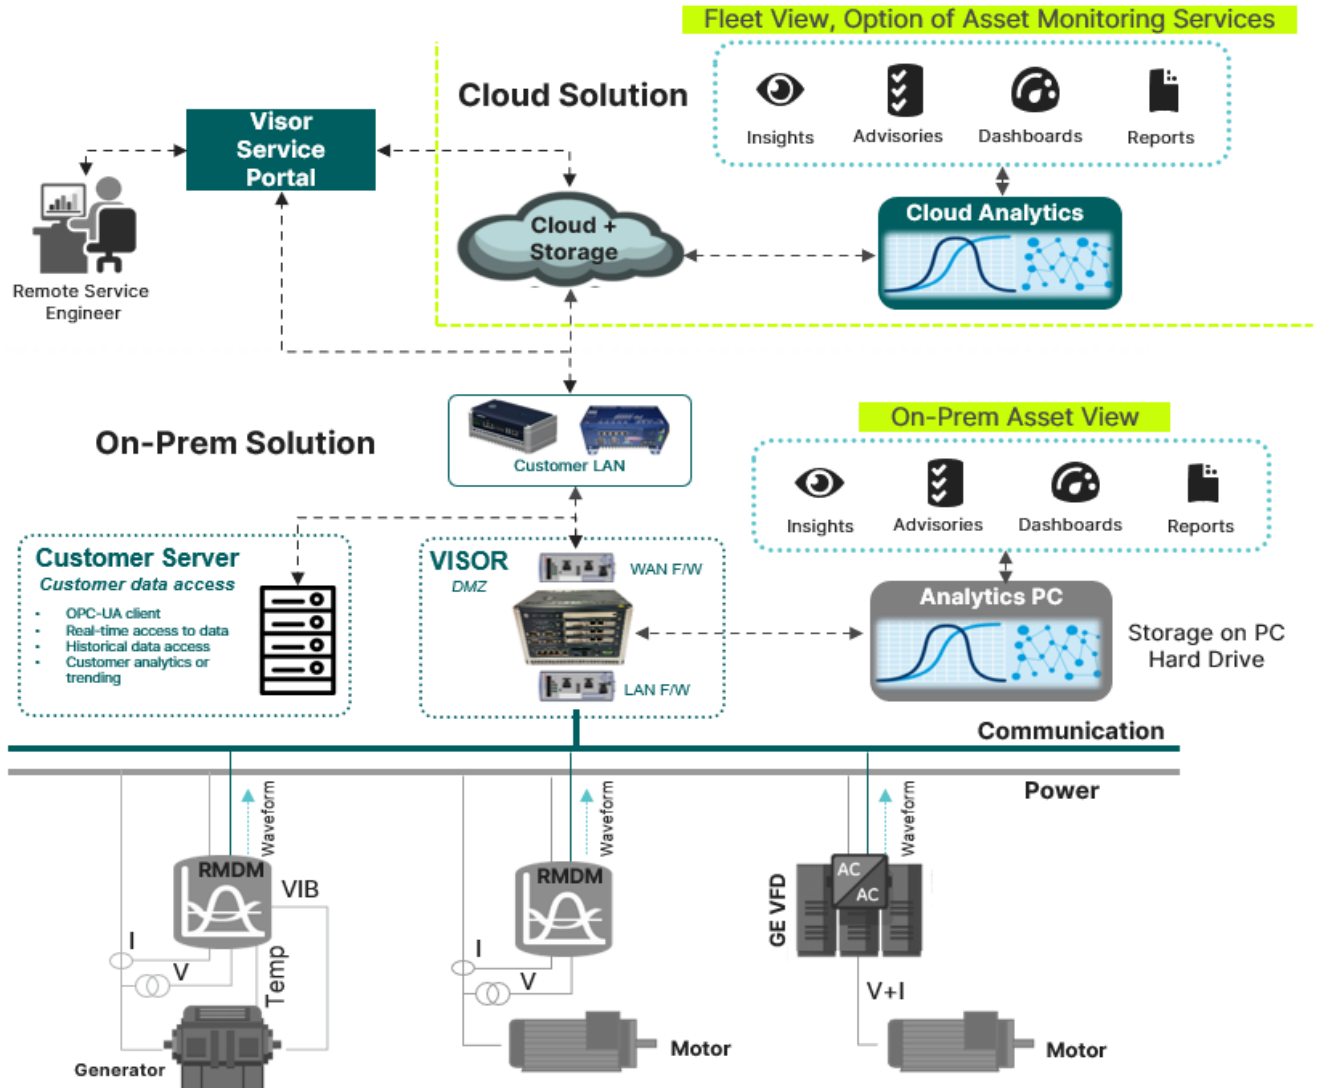 Fleet View, Option of Asset Monitoring Services
Cloud Solution
Insights
Advisories
Dashboards
Reports
Visor
Service
Portal
Cloud +
Storage
Cloud Analytics
Remote Service
Engineer
On-Prem Solution
Customer LAN
On-Prem Asset View
Insights
Advisories
Dashboards
Reports
Customer Server
Customer data access
• OPC-UA client
• Real-time access to data
• Historical data access
• Customer analytics or
trending
VISOR
DMZ
WAN F/W
LAN F/W
Analytics PC
Storage on PC
Hard Drive
Communication
Power
Waveform
RMDM
VIB
I
V
Temp
Generator
Waveform
RMDM
I
V
Motor
Waveform
AC
AC
GE VFD
V+I
Motor